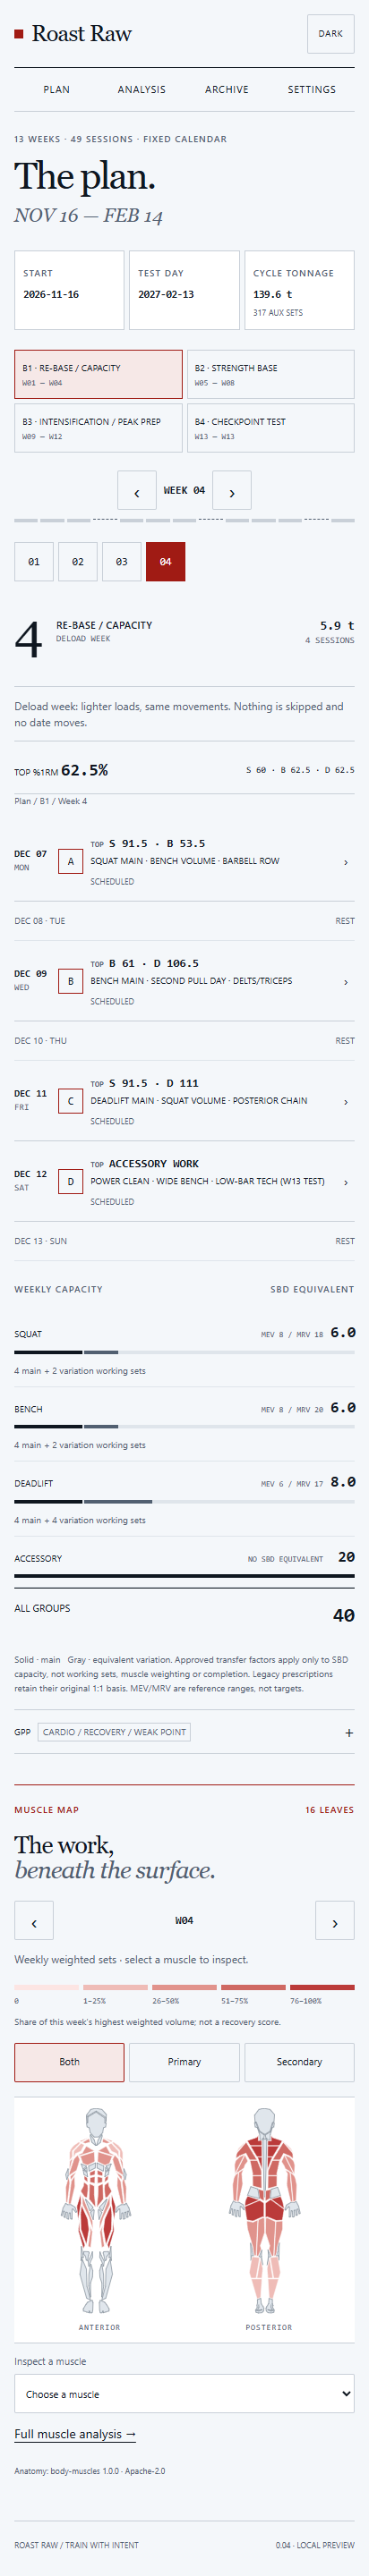 Roast Raw
DARK
PLAN ANALYSIS ARCHIVE SETTINGS
13 WEEKS · 49 SESSIONS · FIXED CALENDAR
The plan.
NOV 16 — FEB 14
START
2026-11-16
TEST DAY
2027-02-13
CYCLE TONNAGE
139.6 t
317 AUX SETS
B1 · RE-BASE / CAPACITY
W01 — W04
B2 · STRENGTH BASE
W05 — W08
B3 · INTENSIFICATION / PEAK PREP
W09 — W12
B4 · CHECKPOINT TEST
W13 — W13
‹ WEEK 04 ›
01 02 03 04
4
RE-BASE / CAPACITY
DELOAD WEEK
5.9 t
4 SESSIONS
Deload week: lighter loads, same movements. Nothing is skipped and
no date moves.
TOP %1RM 62.5%
S 60 · B 62.5 · D 62.5
Plan / B1 / Week 4
DEC 07
MON
A
TOP S 91.5 · B 53.5
SQUAT MAIN · BENCH VOLUME · BARBELL ROW
SCHEDULED
›
DEC 08 · TUE REST
DEC 09
WED
B
TOP B 61 · D 106.5
BENCH MAIN · SECOND PULL DAY · DELTS/TRICEPS
SCHEDULED
›
DEC 10 · THU REST
DEC 11
FRI
C
TOP S 91.5 · D 111
DEADLIFT MAIN · SQUAT VOLUME · POSTERIOR CHAIN
SCHEDULED
›
DEC 12
SAT
D
TOP ACCESSORY WORK
POWER CLEAN · WIDE BENCH · LOW-BAR TECH (W13 TEST)
SCHEDULED
›
DEC 13 · SUN REST
WEEKLY CAPACITY SBD EQUIVALENT
SQUAT MEV 8 / MRV 18 6.0
4 main + 2 variation working sets
BENCH MEV 8 / MRV 20 6.0
4 main + 2 variation working sets
DEADLIFT MEV 6 / MRV 17 8.0
4 main + 4 variation working sets
ACCESSORY NO SBD EQUIVALENT 20
ALL GROUPS 40
Solid · main Gray · equivalent variation. Approved transfer factors apply only to SBD
capacity, not working sets, muscle weighting or completion. Legacy prescriptions
retain their original 1:1 basis. MEV/MRV are reference ranges, not targets.
GPP CARDIO / RECOVERY / WEAK POINT +
MUSCLE MAP 16 LEAVES
The work,
beneath the surface.
‹ W04 ›
Weekly weighted sets · select a muscle to inspect.
0 1–25% 26–50% 51–75% 76–100%
Share of this week's highest weighted volume; not a recovery score.
Both Primary Secondary
ANTERIOR POSTERIOR
Inspect a muscle
Choose a muscle
Full muscle analysis →
Anatomy: body-muscles 1.0.0 · Apache-2.0
ROAST RAW / TRAIN WITH INTENT 0.04 · LOCAL PREVIEW